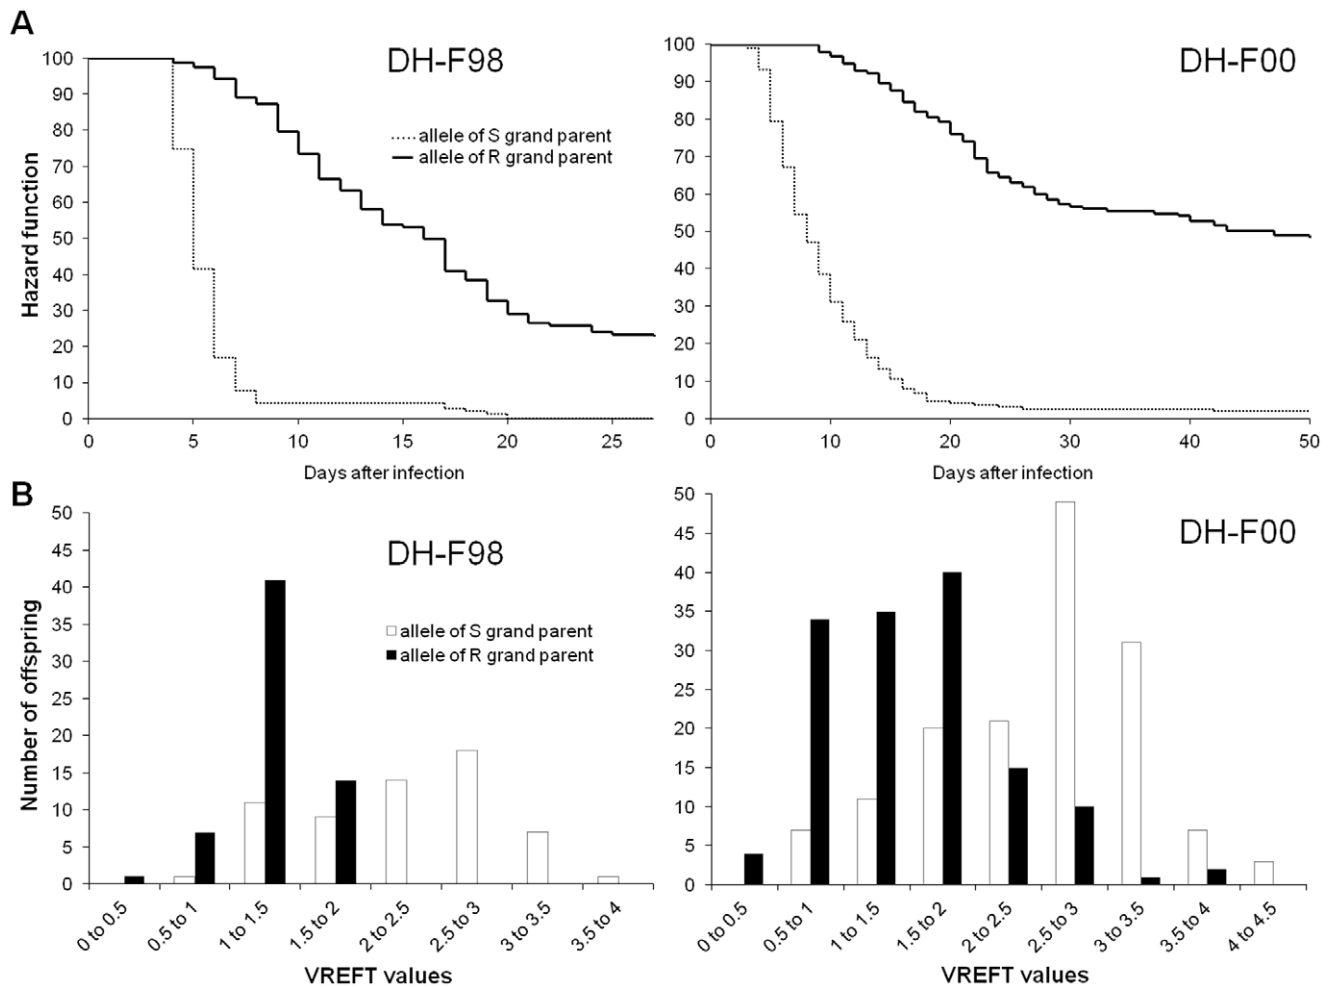 A
DH-F98
Hazard function
100
90
80
70
60
50
40
30
20
10
0
allele of S grand parent
allele of R grand parent
0 5 10 15 20 25
Days after infection
DH-F00
100
90
80
70
60
50
40
30
20
10
0
0 10 20 30 40 50
Days after infection
B
DH-F98
Number of offspring
50
45
40
35
30
25
20
15
10
5
0
allele of S grand parent
allele of R grand parent
0 to 0.5
0.5 to 1
1 to 1.5
1.5 to 2
2 to 2.5
2.5 to 3
3 to 3.5
3.5 to 4
VREFT values
DH-F00
50
45
40
35
30
25
20
15
10
5
0
0 to 0.5
0.5 to 1
1 to 1.5
1.5 to 2
2 to 2.5
2.5 to 3
3 to 3.5
3.5 to 4
4 to 4.5
VREFT values